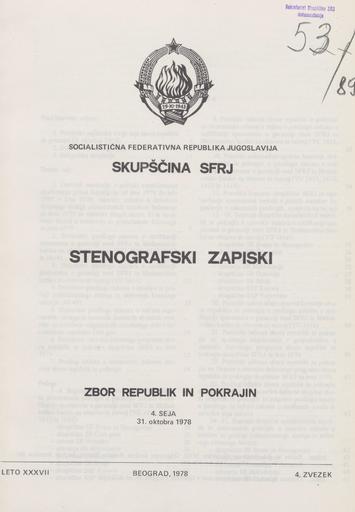 53/89
29·XI·1943
SOCIALISTIČNA FEDERATIVNA REPUBLIKA JUGOSLAVIJA
SKUPŠČINA SFRJ
STENOGRAFSKI ZAPISKI
ZBOR REPUBLIK IN POKRAJIN
4. SEJA
31. oktobra 1978
LETO XXXVII BEOGRAD, 1978 4. ZVEZEK